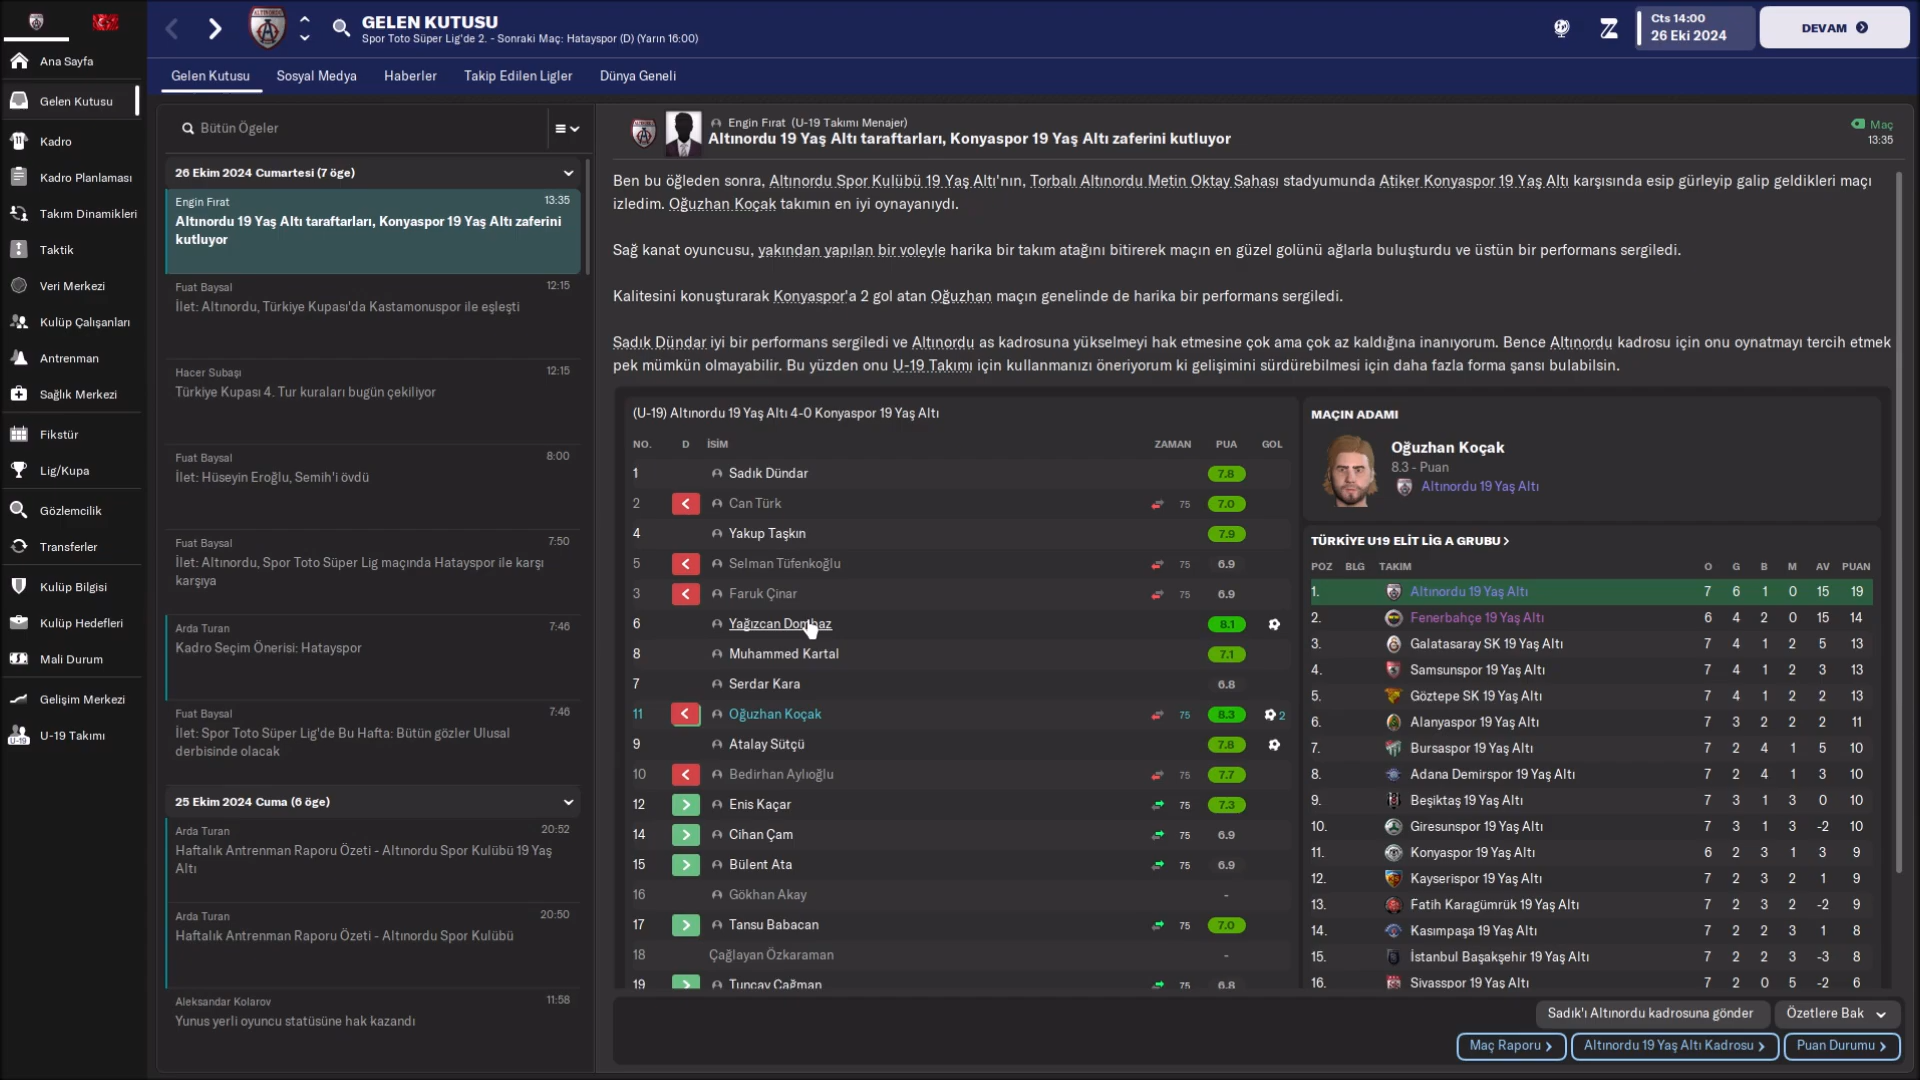 GELEN KUTUSU
Spor Toto Süper Lig'de 2. - Sonraki Maç: Hatayspor (D) (Yarın 16:00)
Cts 14:00
26 Eki 2024
DEVAM
Ana Sayfa
Gelen Kutusu
Kadro
Kadro Planlaması
Takım Dinamikleri
Taktik
Veri Merkezi
Kulüp Çalışanları
Antrenman
Sağlık Merkezi
Fikstür
Lig/Kupa
Gözlemcilik
Transferler
Kulüp Bilgisi
Kulüp Hedefleri
Mali Durum
Gelişim Merkezi
U-19 Takımı
Gelen Kutusu Sosyal Medya Haberler Takip Edilen Ligler Dünya Geneli
Bütün Ögeler
26 Ekim 2024 Cumartesi (7 öge)
Engin Fırat 13:35
Altınordu 19 Yaş Altı taraftarları, Konyaspor 19 Yaş Altı zaferini
kutluyor
Fuat Baysal 12:15
İlet: Altınordu, Türkiye Kupası'da Kastamonuspor ile eşleşti
Hacer Subaşı 12:15
Türkiye Kupası 4. Tur kuraları bugün çekiliyor
Fuat Baysal 8:00
İlet: Hüseyin Eroğlu, Semih'i övdü
Fuat Baysal 7:50
İlet: Altınordu, Spor Toto Süper Lig maçında Hatayspor ile karşı
karşıya
Arda Turan 7:46
Kadro Seçim Önerisi: Hatayspor
Fuat Baysal 7:46
İlet: Spor Toto Süper Lig'de Bu Hafta: Bütün gözler Ulusal
derbisinde olacak
25 Ekim 2024 Cuma (6 öge)
Arda Turan 20:52
Haftalık Antrenman Raporu Özeti - Altınordu Spor Kulübü 19 Yaş
Altı
Arda Turan 20:50
Haftalık Antrenman Raporu Özeti - Altınordu Spor Kulübü
Aleksandar Kolarov 11:58
Yunus yerli oyuncu statüsüne hak kazandı
Engin Fırat (U-19 Takımı Menajer)
Altınordu 19 Yaş Altı taraftarları, Konyaspor 19 Yaş Altı zaferini kutluyor
Maç
13:35
Ben bu öğleden sonra, Altınordu Spor Kulübü 19 Yaş Altı'nın, Torbalı Altınordu Metin Oktay Sahası stadyumunda Atiker Konyaspor 19 Yaş Altı karşısında esip gürleyip galip geldikleri maçı
izledim. Oğuzhan Koçak takımın en iyi oynayanıydı.
Sağ kanat oyuncusu, yakından yapılan bir voleyle harika bir takım atağını bitirerek maçın en güzel golünü ağlarla buluşturdu ve üstün bir performans sergiledi.
Kalitesini konuşturarak Konyaspor'a 2 gol atan Oğuzhan maçın genelinde de harika bir performans sergiledi.
Sadık Dündar iyi bir performans sergiledi ve Altınordu as kadrosuna yükselmeyi hak etmesine çok ama çok az kaldığına inanıyorum. Bence Altınordu kadrosu için onu oynatmayı tercih etmek
pek mümkün olmayabilir. Bu yüzden onu U-19 Takımı için kullanmanızı öneriyorum ki gelişimini sürdürebilmesi için daha fazla forma şansı bulabilsin.
(U-19) Altınordu 19 Yaş Altı 4-0 Konyaspor 19 Yaş Altı
NO. D İSİM ZAMAN PUA GOL
1 Sadık Dündar 7.8
2 Can Türk 75 7.0
4 Yakup Taşkın 7.9
5 Selman Tüfenkoğlu 75 6.9
3 Faruk Çınar 75 6.9
6 Yağızcan 8.1
8 Muhammed Kartal 7.1
7 Serdar Kara 6.8
11 Oğuzhan Koçak 75 8.3 2
9 Atalay Sütçü 7.8
10 Bedirhan Aylıoğlu 75 7.7
12 Enis Kaçar 75 7.3
14 Cihan Çam 75 6.9
15 Bülent Ata 75 6.9
16 Gökhan Akay -
17 Tansu Babacan 75 7.0
18 Çağlayan Özkaraman -
19 Tuncay Çağman 75 6.8
MAÇIN ADAMI
Oğuzhan Koçak
8.3 - Puan
Altınordu 19 Yaş Altı
TÜRKİYE U19 ELİT LİG A GRUBU
POZ BLG TAKIM O G B M AV PUAN
1. Altınordu 19 Yaş Altı 7 6 1 0 15 19
2. Fenerbahçe 19 Yaş Altı 6 4 2 0 15 14
3. Galatasaray SK 19 Yaş Altı 7 4 1 2 5 13
4. Samsunspor 19 Yaş Altı 7 4 1 2 3 13
5. Göztepe SK 19 Yaş Altı 7 4 1 2 2 13
6. Alanyaspor 19 Yaş Altı 7 3 2 2 2 11
7. Bursaspor 19 Yaş Altı 7 2 4 1 5 10
8. Adana Demirspor 19 Yaş Altı 7 2 4 1 3 10
9. Beşiktaş 19 Yaş Altı 7 3 1 3 0 10
10. Giresunspor 19 Yaş Altı 7 3 1 3 -2 10
11. Konyaspor 19 Yaş Altı 6 2 3 1 3 9
12. Kayserispor 19 Yaş Altı 7 2 3 2 1 9
13. Fatih Karagümrük 19 Yaş Altı 7 2 3 2 -2 9
14. Kasımpaşa 19 Yaş Altı 7 2 2 3 1 8
15. İstanbul Başakşehir 19 Yaş Altı 7 2 2 3 -3 8
16. Sivasspor 19 Yaş Altı 7 2 0 5 -2 6
Sadık'ı Altınordu kadrosuna gönder Özetlere Bak
Maç Raporu Altınordu 19 Yaş Altı Kadrosu Puan Durumu